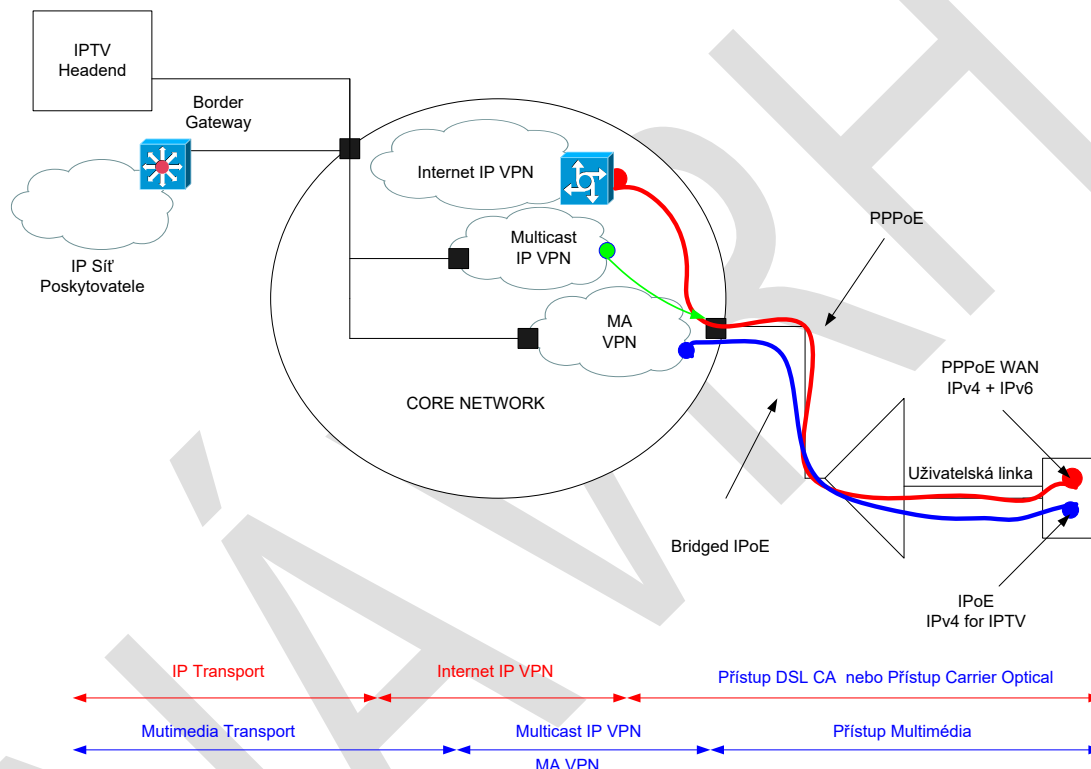 IPTV
Headend
Border
Gateway
IP Síť
Poskytovatele
Internet IP VPN
Multicast
IP VPN
MA
VPN
CORE NETWORK
PPPoE
PPPoE WAN
IPv4 + IPv6
Uživatelská linka
Bridged IPoE
IPoE
IPv4 for IPTV
IP Transport
Internet IP VPN
Přístup DSL CA nebo Přístup Carrier Optical
Mutimedia Transport
Multicast IP VPN
Přístup Multimédia
MA VPN
NÁVRH